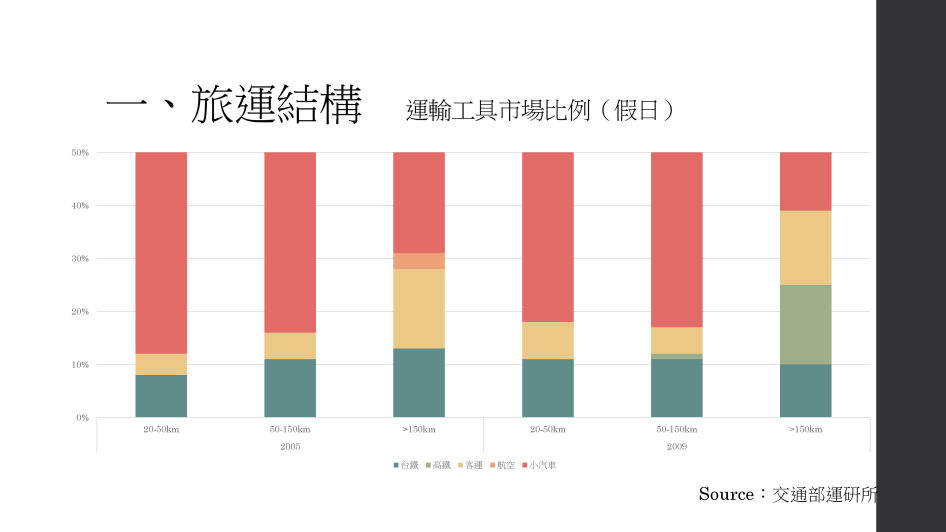 一、旅運結構 運輸工具市場比例（假日）
50%
40%
30%
20%
10%
0%
20-50km 50-150km >150km 20-50km 50-150km >150km
2005 2009
台鐵 高鐵 客運 航空 小汽車
Source：交通部運研所